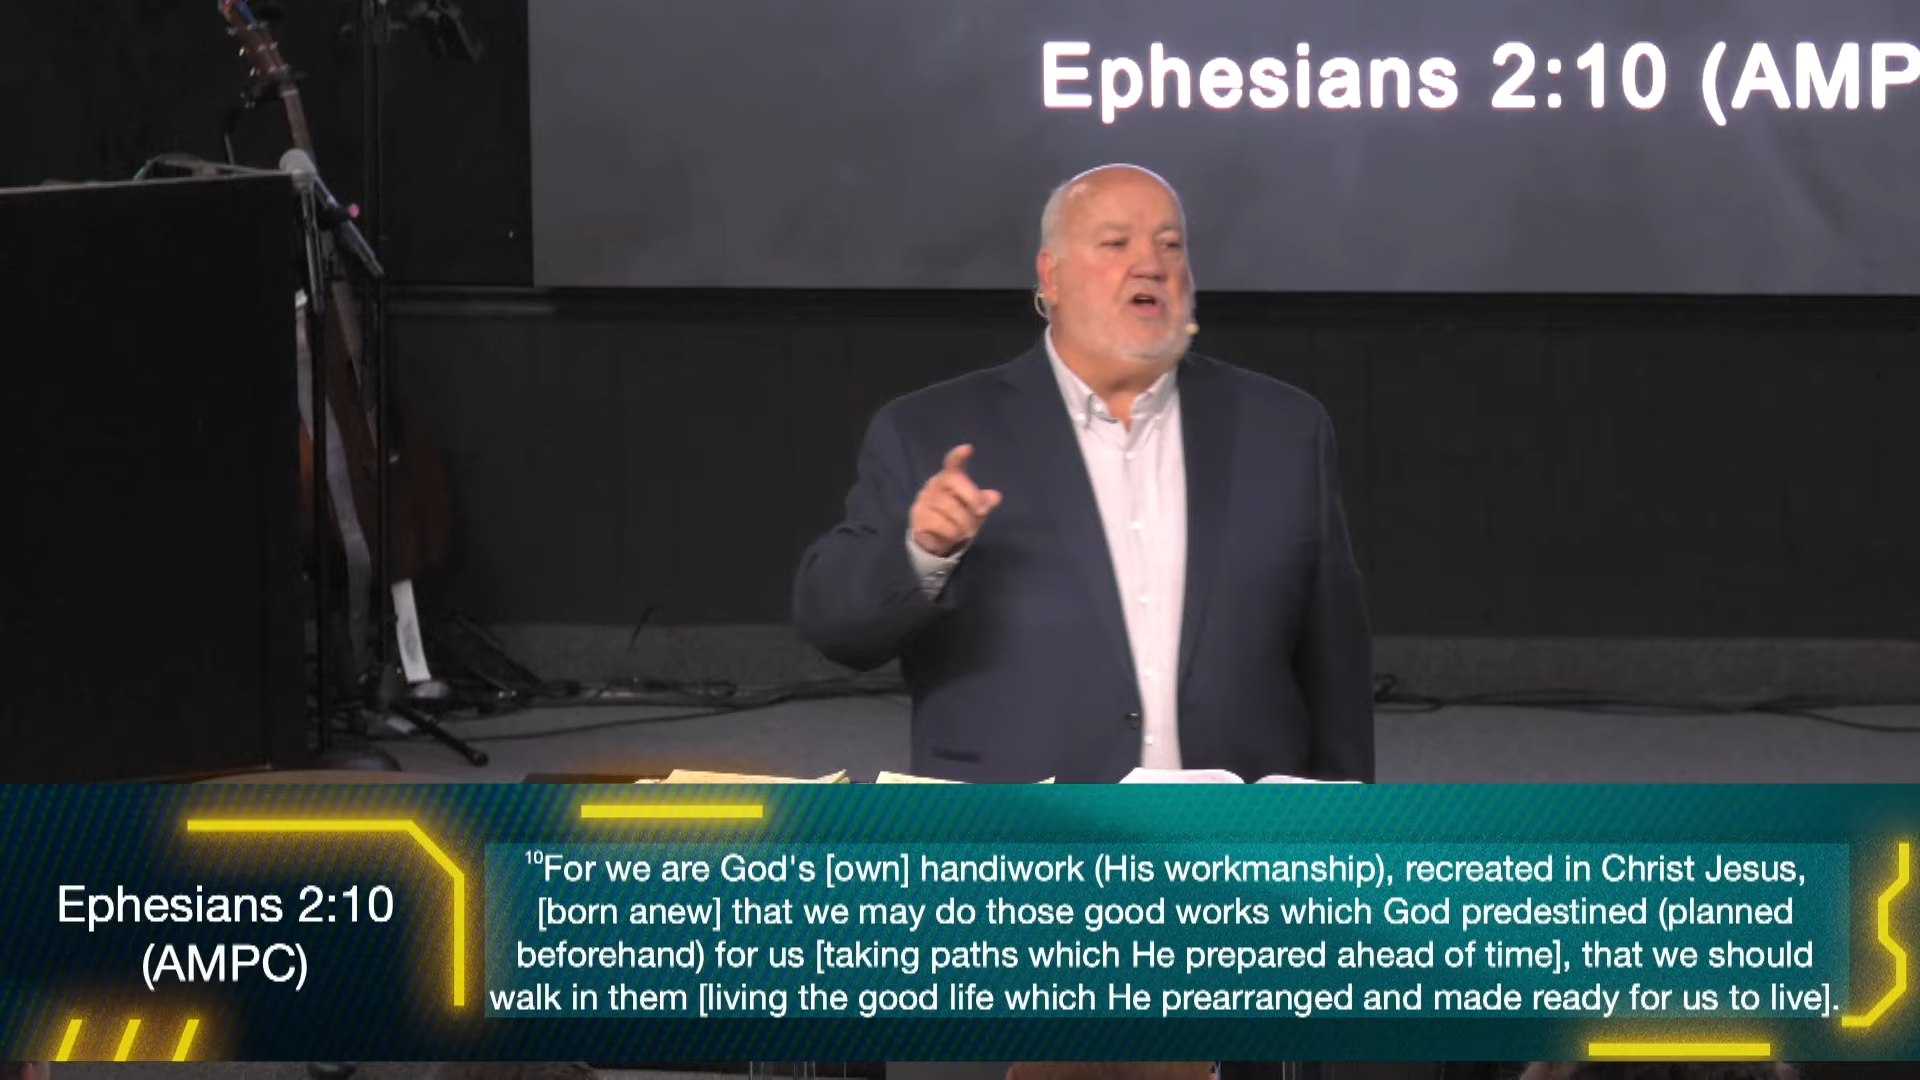 Ephesians 2:10 (AMP
Ephesians 2:10
(AMPC)
10For we are God's [own] handiwork (His workmanship), recreated in Christ Jesus,
[born anew] that we may do those good works which God predestined (planned
beforehand) for us [taking paths which He prepared ahead of time], that we should
walk in them [living the good life which He prearranged and made ready for us to live].